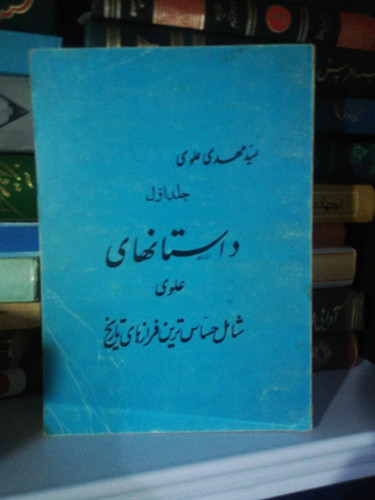 سید مهدی علوی
جلد اول
داستانهای
علوی
شامل حساس ترین فرازهای تاریخ